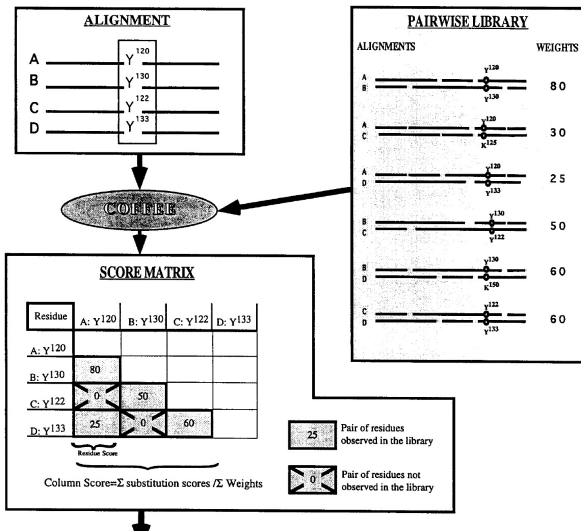 ALIGNMENT
A Y120
B Y130
C Y122
D Y133
COFFEE
PAIRWISE LIBRARY
ALIGNMENTS WEIGHTS
Y120
A
B
80
Y130
Y120
A
C
30
K125
Y120
A
D
25
Y133
Y130
B
C
50
Y122
Y130
B
D
60
K150
Y122
C
D
60
Y133
SCORE MATRIX
Residue A: Y120 B: Y130 C: Y122 D: Y133
A: Y120
B: Y130 80
C: Y122 0 50
D: Y133 25 0 60
Residue Score
Column Score=Σ substitution scores /Σ Weights
25 Pair of residues
observed in the library
0 Pair of residues not
observed in the library